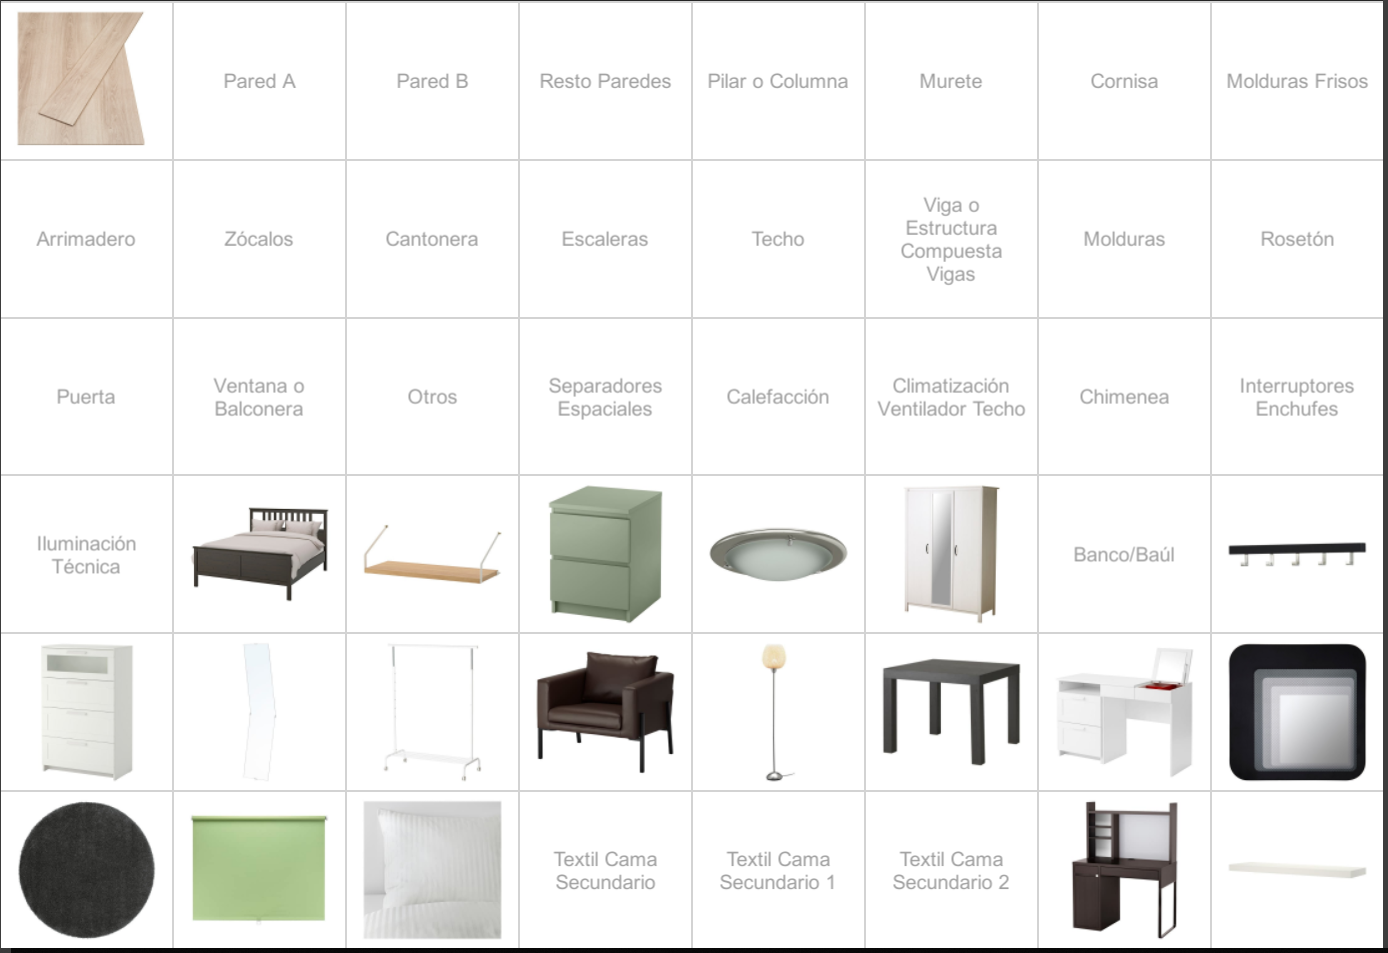 Pared A
Pared B
Resto Paredes
Pilar o Columna
Murete
Cornisa
Molduras Frisos
Arrimadero
Zócalos
Cantonera
Escaleras
Techo
Viga o
Estructura
Compuesta
Vigas
Molduras
Rosetón
Puerta
Ventana o
Balconera
Otros
Separadores
Espaciales
Calefacción
Climatización
Ventilador Techo
Chimenea
Interruptores
Enchufes
Iluminación
Técnica
Banco/Baúl
Textil Cama
Secundario
Textil Cama
Secundario 1
Textil Cama
Secundario 2